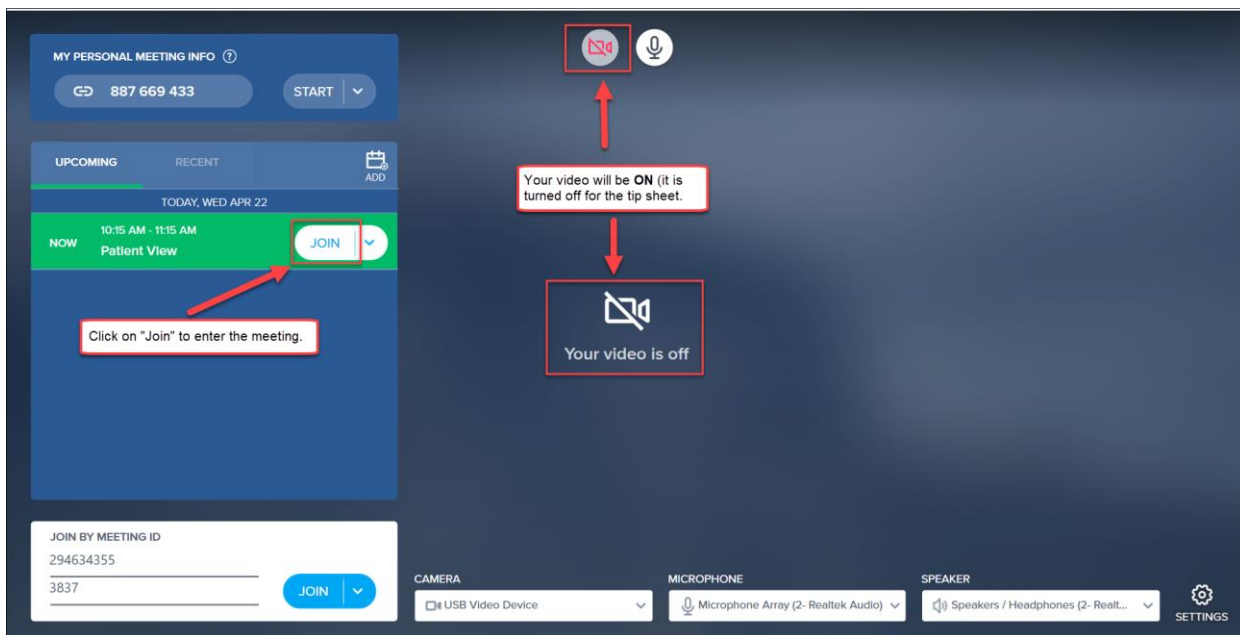 MY PERSONAL MEETING INFO ?
887 669 433
START
UPCOMING
RECENT
ADD
TODAY, WED APR 22
NOW
10:15 AM - 11:15 AM
Patient View
JOIN
Click on "Join" to enter the meeting.
JOIN BY MEETING ID
294634355
3837
JOIN
Your video will be ON (it is
turned off for the tip sheet.
Your video is off
CAMERA
USB Video Device
MICROPHONE
Microphone Array (2- Realtek Audio)
SPEAKER
Speakers / Headphones (2- Realt...
SETTINGS